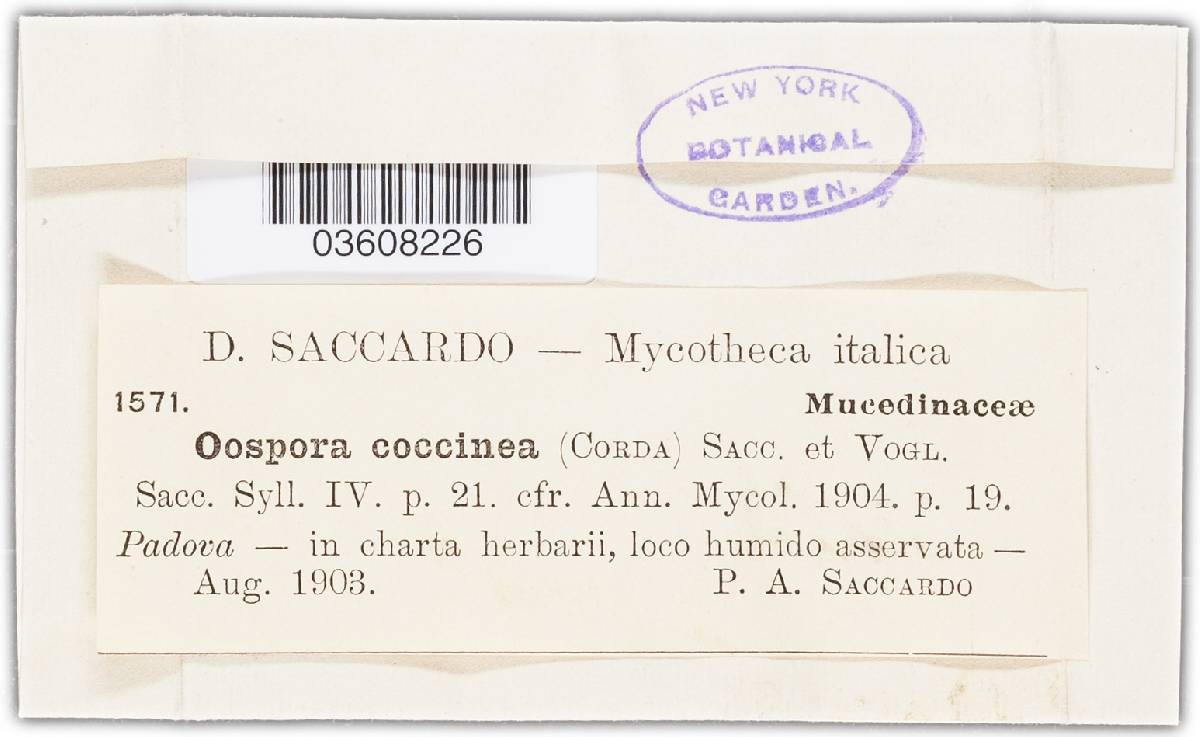 NEW YORK
BOTANICAL
GARDEN.
03608226
D. SACCARDO — Mycotheca italica
1571.
Mucedinaceæ
Oospora coccinea (CORDA) SACC. et VOGL.
Sacc. Syll. IV. p. 21. cfr. Ann. Mycol. 1904. p. 19.
Padova — in charta herbarii, loco humido asservata —
Aug. 1903. P. A. SACCARDO